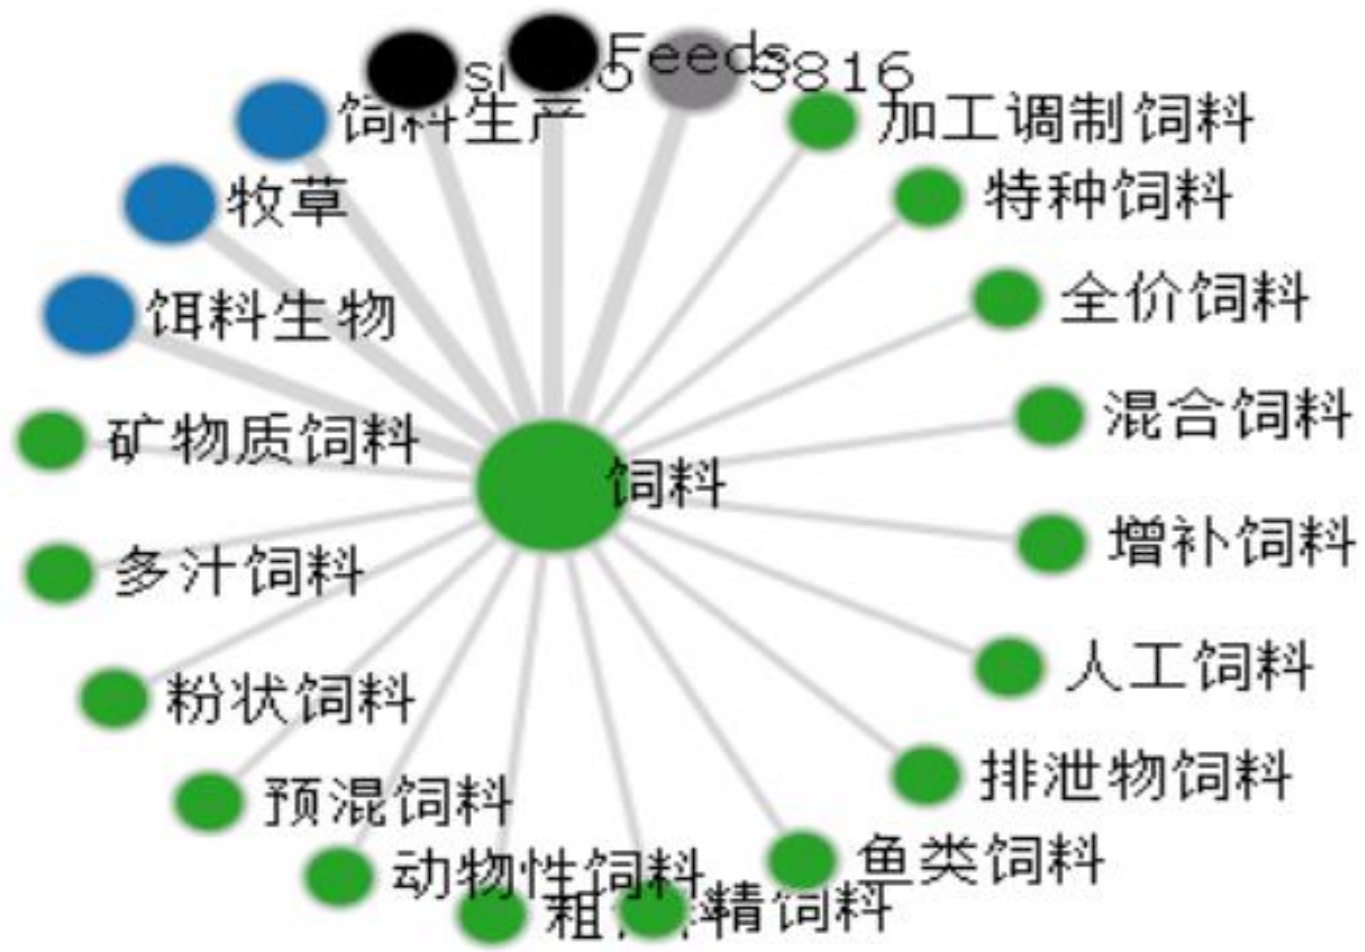 Feeds
3816
饲料生产
加工调制饲料
牧草
特种饲料
全价饲料
饵料生物
混合饲料
矿物质饲料
饲料
增补饲料
多汁饲料
人工饲料
粉状饲料
排泄物饲料
预混饲料
鱼类饲料
动物性饲料
精饲料